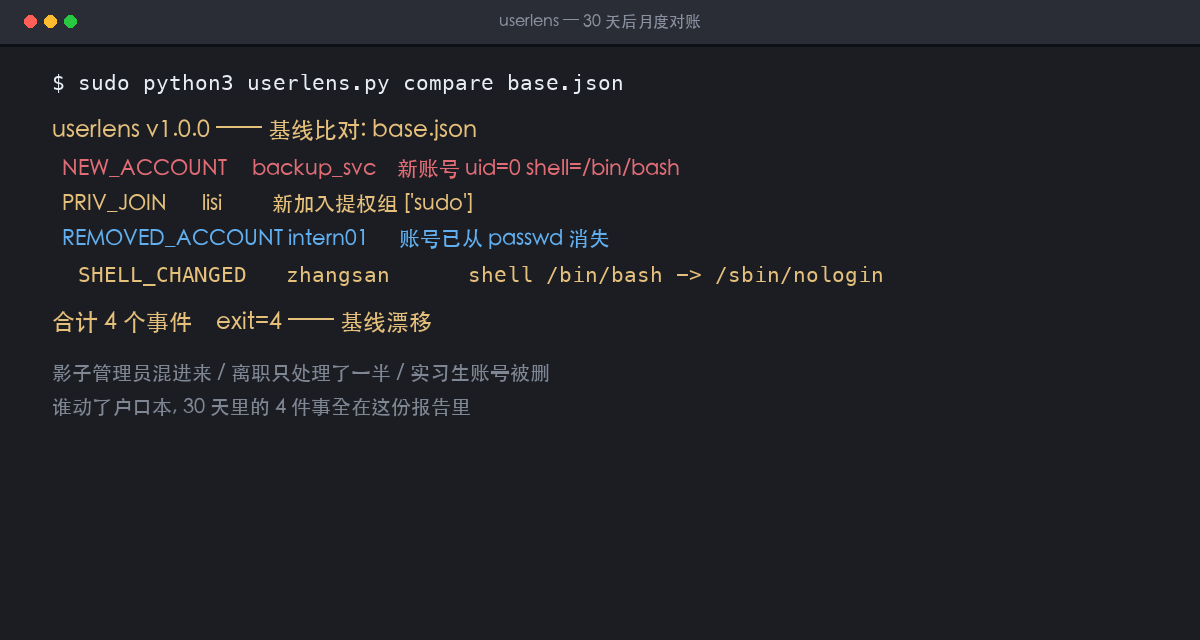 userlens — 30 天后月度对账
$ sudo python3 userlens.py compare base.json
userlens v1.0.0 —— 基线比对: base.json
NEW_ACCOUNT backup_svc 新账号 uid=0 shell=/bin/bash
PRIV_JOIN lisi 新加入提权组 ['sudo']
REMOVED_ACCOUNT intern01 账号已从 passwd 消失
SHELL_CHANGED zhangsan shell /bin/bash -> /sbin/nologin
合计 4 个事件 exit=4 —— 基线漂移
影子管理员混进来 / 离职只处理了一半 / 实习生账号被删
谁动了户口本, 30 天里的 4 件事全在这份报告里